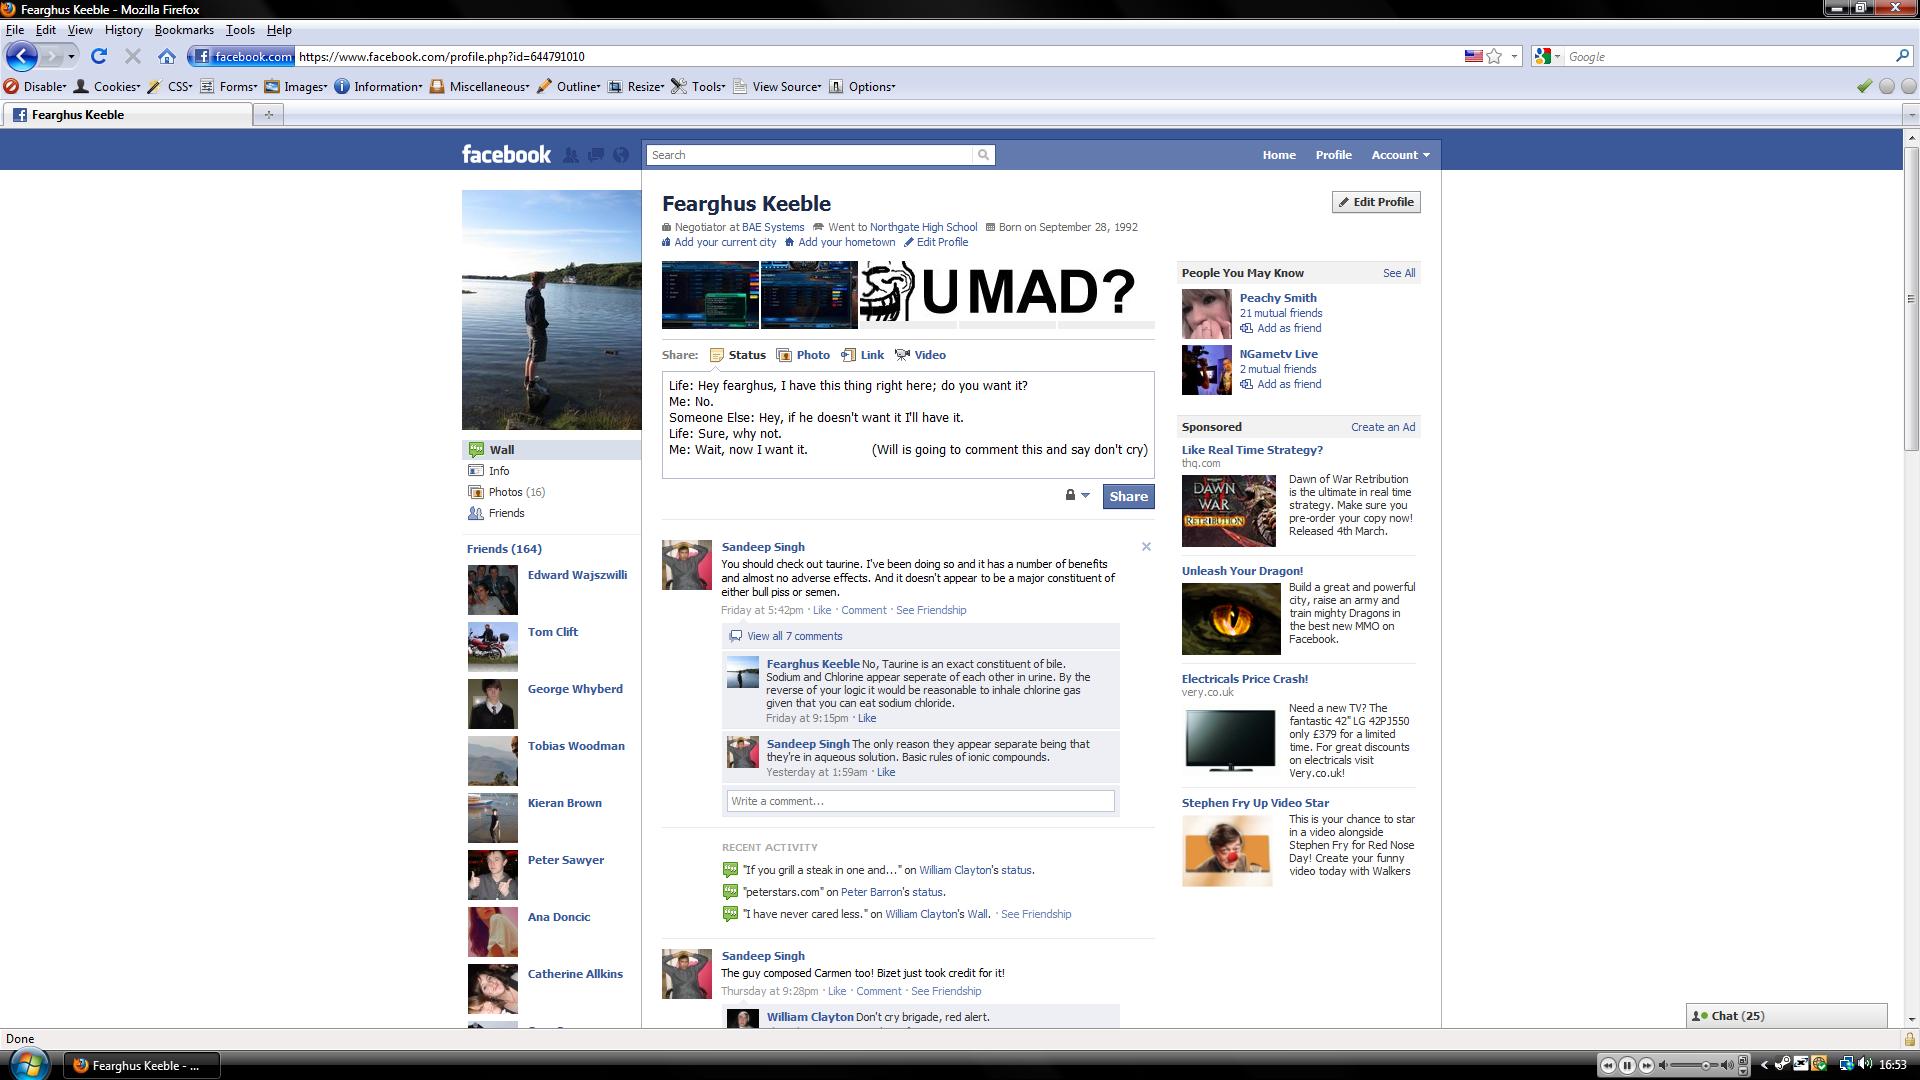 Fearghus Keeble - Mozilla Firefox
File Edit View History Bookmarks Tools Help
facebook.com https://www.facebook.com/profile.php?id=644791010 Google
Disable Cookies CSS Forms Images Information Miscellaneous Outline Resize Tools View Source Options
Fearghus Keeble
facebook Search Home Profile Account
Fearghus Keeble
Edit Profile
Negotiator at BAE Systems Went to Northgate High School Born on September 28, 1992
Add your current city Add your hometown Edit Profile
U MAD?
Share: Status Photo Link Video
Life: Hey fearghus, I have this thing right here; do you want it?
Me: No.
Someone Else: Hey, if he doesn't want it I'll have it.
Life: Sure, why not.
Me: Wait, now I want it. (Will is going to comment this and say don't cry)
Share
Wall
Info
Photos (16)
Friends
Friends (164)
Edward Wajszwilli
Tom Clift
George Whyberd
Tobias Woodman
Kieran Brown
Peter Sawyer
Ana Doncic
Catherine Allkins
Sandeep Singh
You should check out taurine. I've been doing so and it has a number of benefits
and almost no adverse effects. And it doesn't appear to be a major constituent of
either bull piss or semen.
Friday at 5:42pm · Like · Comment · See Friendship
View all 7 comments
Fearghus Keeble No, Taurine is an exact constituent of bile.
Sodium and Chlorine appear seperate of each other in urine. By the
reverse of your logic it would be reasonable to inhale chlorine gas
given that you can eat sodium chloride.
Friday at 9:15pm · Like
Sandeep Singh The only reason they appear separate being that
they're in aqueous solution. Basic rules of ionic compounds.
Yesterday at 1:59am · Like
Write a comment...
RECENT ACTIVITY
"If you grill a steak in one and..." on William Clayton's status.
"peterstars.com" on Peter Barron's status.
"I have never cared less." on William Clayton's Wall. · See Friendship
Sandeep Singh
The guy composed Carmen too! Bizet just took credit for it!
Thursday at 9:28pm · Like · Comment · See Friendship
William Clayton Don't cry brigade, red alert.
People You May Know See All
Peachy Smith
21 mutual friends
Add as friend
NGametv Live
2 mutual friends
Add as friend
Sponsored Create an Ad
Like Real Time Strategy?
thq.com
DAWN OF WAR RETRIBUTION
Dawn of War Retribution
is the ultimate in real time
strategy. Make sure you
pre-order your copy now!
Released 4th March.
Unleash Your Dragon!
Build a great and powerful
city, raise an army and
train mighty Dragons in
the best new MMO on
Facebook.
Electricals Price Crash!
very.co.uk
Need a new TV? The
fantastic 42" LG 42PJ550
only £379 for a limited
time. For great discounts
on electricals visit
Very.co.uk!
Stephen Fry Up Video Star
This is your chance to star
in a video alongside
Stephen Fry for Red Nose
Day! Create your funny
video today with Walkers
Chat (25)
Done
Fearghus Keeble - ...
16:53